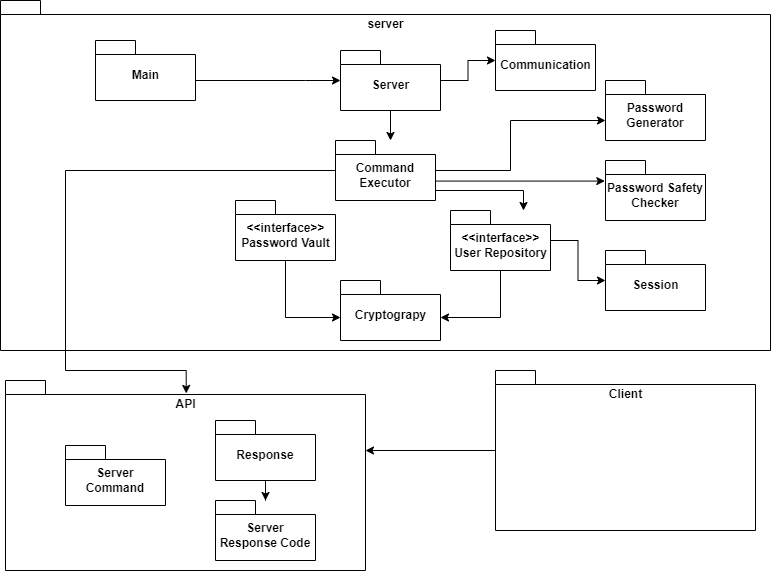 server
Main
Server
Communication
Password
Generator
Command
Executor
Password Safety
Checker
<<interface>>
Password Vault
<<interface>>
User Repository
Session
Cryptograpy
API
Client
Server
Command
Response
Server
Response Code